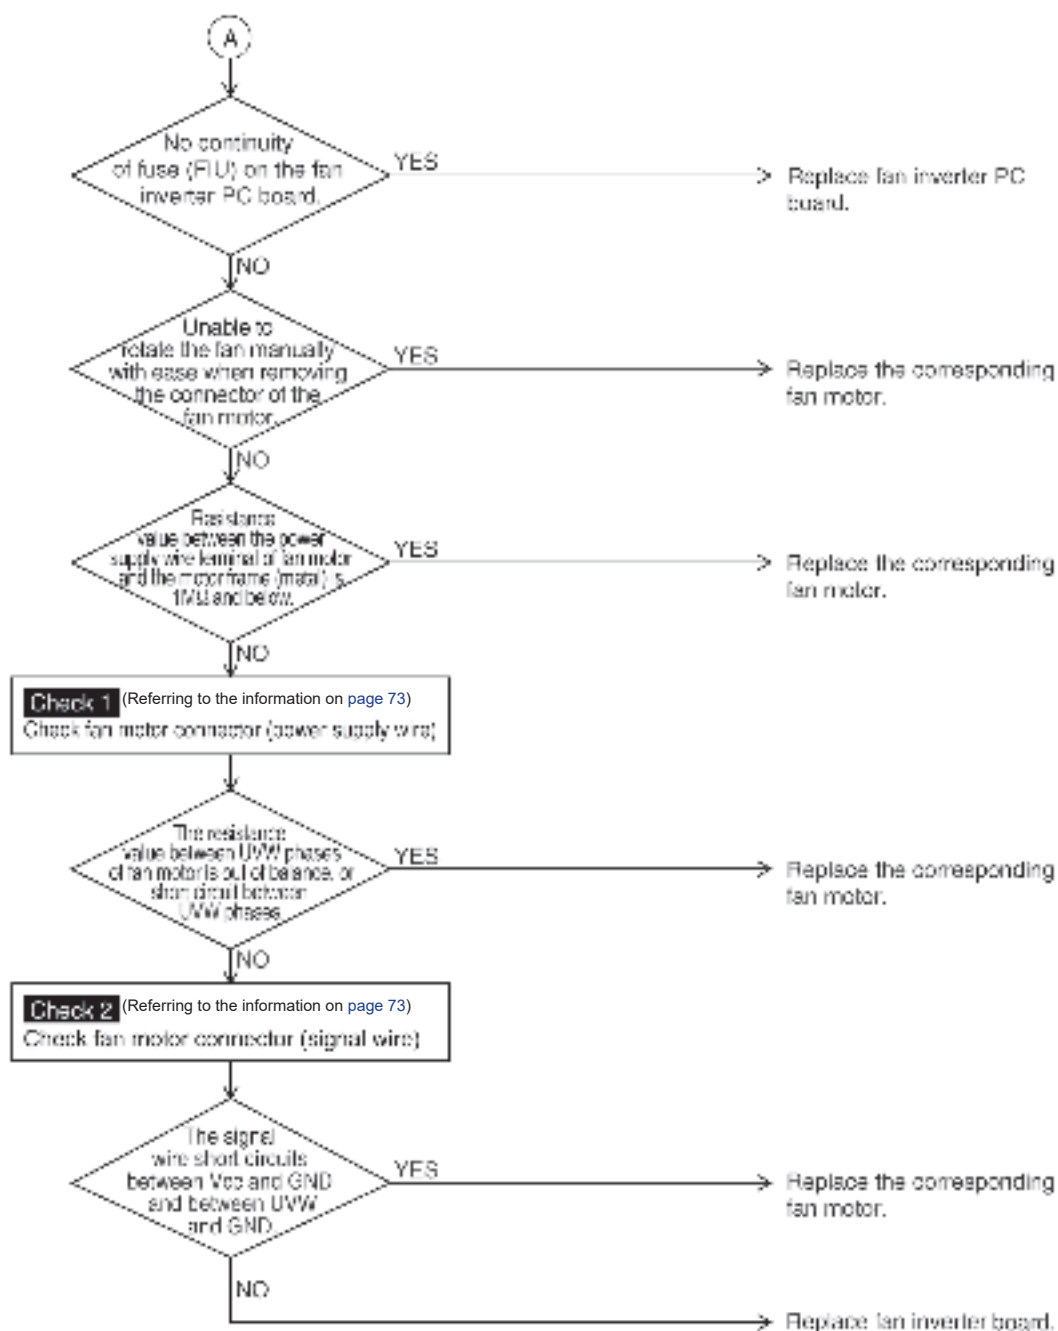 A
No continuity
of fuse (FIU) on the fan
inverter PC board.
YES
Replace fan inverter PC
board.
NO
Unable to
rotate the fan manually
with ease when removing
the connector of the
fan motor.
YES
Replace the corresponding
fan motor.
NO
Resistance
value between the power
supply wire terminal of fan motor
and the motor frame (metal) is
1MΩ and below.
YES
Replace the corresponding
fan motor.
NO
Check 1 (Referring to the information on page 73)
Check fan motor connector (power supply wire)
The resistance
value between UVW phases
of fan motor is out of balance, or
short circuit between
UVW phases
YES
Replace the corresponding
fan motor.
NO
Check 2 (Referring to the information on page 73)
Check fan motor connector (signal wire)
The signal
wire short circuits
between Vcc and GND
and between UVW
and GND.
YES
Replace the corresponding
fan motor.
NO
Replace fan inverter board.